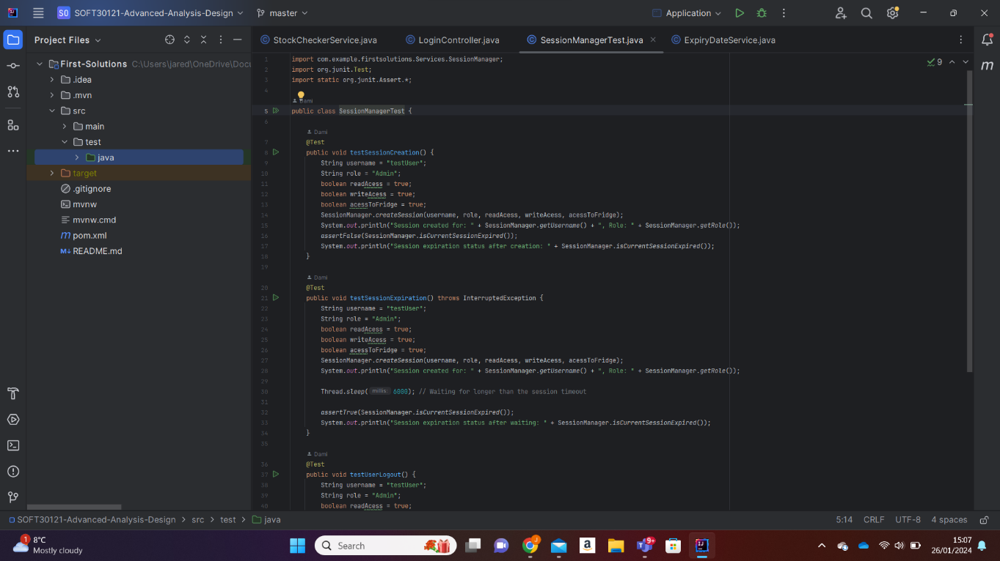 SO SOFT30121-Advanced-Analysis-Design master Application
Project Files
StockCheckerService.java LoginController.java SessionManagerTest.java ExpiryDateService.java
First-Solutions C:\Users\jared\OneDrive\Docu
.idea
.mvn
src
main
test
java
target
.gitignore
mvnw
mvnw.cmd
pom.xml
README.md
9
1 import com.example.firstsolutions.Services.SessionManager;
2 import org.junit.Test;
3 import static org.junit.Assert.*;
4
Dami
5 public class SessionManagerTest {
6
Dami
7 @Test
8 public void testSessionCreation() {
9 String username = "testUser";
10 String role = "Admin";
11 boolean readAcess = true;
12 boolean writeAcess = true;
13 boolean acessToFridge = true;
14 SessionManager.createSession(username, role, readAcess, writeAcess, acessToFridge);
15 System.out.println("Session created for: " + SessionManager.getUsername() + ", Role: " + SessionManager.getRole());
16 assertFalse(SessionManager.isCurrentSessionExpired());
17 System.out.println("Session expiration status after creation: " + SessionManager.isCurrentSessionExpired());
18 }
19
Dami
20 @Test
21 public void testSessionExpiration() throws InterruptedException {
22 String username = "testUser";
23 String role = "Admin";
24 boolean readAcess = true;
25 boolean writeAcess = true;
26 boolean acessToFridge = true;
27 SessionManager.createSession(username, role, readAcess, writeAcess, acessToFridge);
28 System.out.println("Session created for: " + SessionManager.getUsername() + ", Role: " + SessionManager.getRole());
29
30 Thread.sleep( millis: 6000); // Waiting for longer than the session timeout
31
32 assertTrue(SessionManager.isCurrentSessionExpired());
33 System.out.println("Session expiration status after waiting: " + SessionManager.isCurrentSessionExpired());
34 }
35
Dami
36 @Test
37 public void testUserLogout() {
38 String username = "testUser";
39 String role = "Admin";
40 boolean readAcess = true;
SOFT30121-Advanced-Analysis-Design > src > test > java 5:14 CRLF UTF-8 4 spaces
1 8°C
Mostly cloudy
Search
J
9+
15:07
26/01/2024